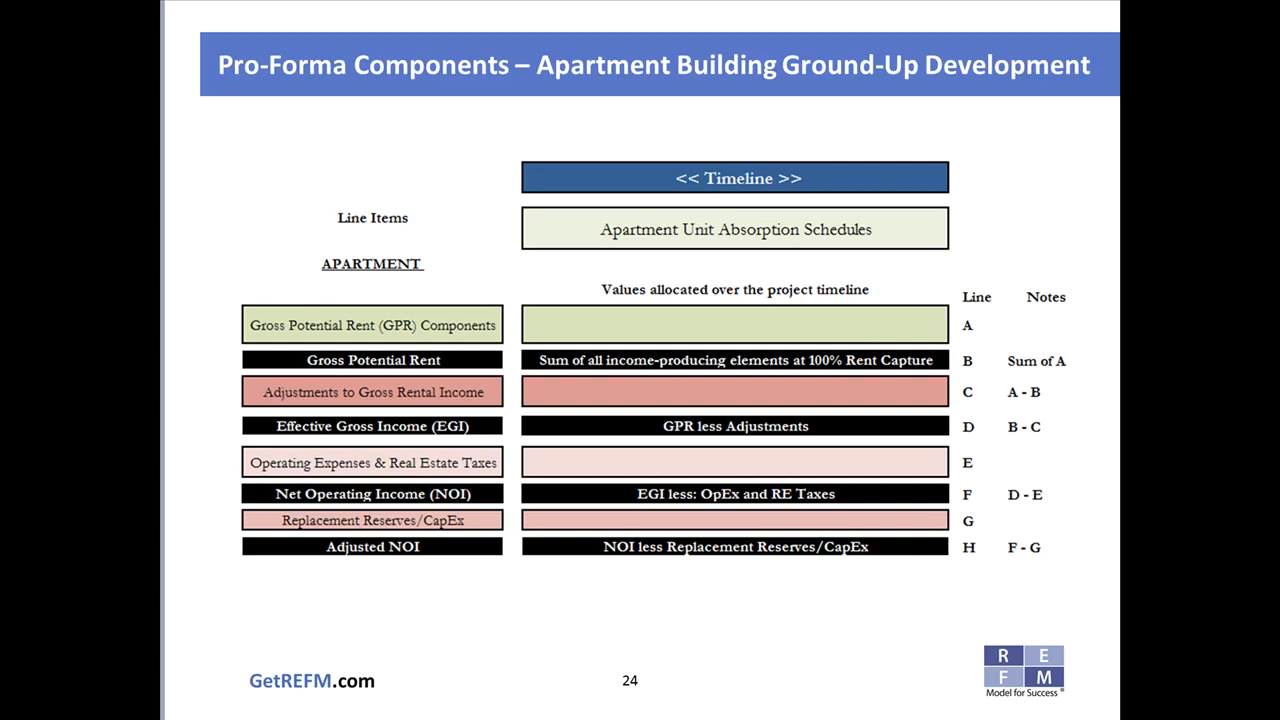 Pro-Forma Components – Apartment Building Ground-Up Development
<< Timeline >>
Line Items
Apartment Unit Absorption Schedules
APARTMENT
Values allocated over the project timeline
Line Notes
Gross Potential Rent (GPR) Components A
Gross Potential Rent Sum of all income-producing elements at 100% Rent Capture B Sum of A
Adjustments to Gross Rental Income C A - B
Effective Gross Income (EGI) GPR less Adjustments D B - C
Operating Expenses & Real Estate Taxes E
Net Operating Income (NOI) EGI less: OpEx and RE Taxes F D - E
Replacement Reserves/CapEx G
Adjusted NOI NOI less Replacement Reserves/CapEx H F - G
R E
F M
Model for Success ®
GetREFM.com 24